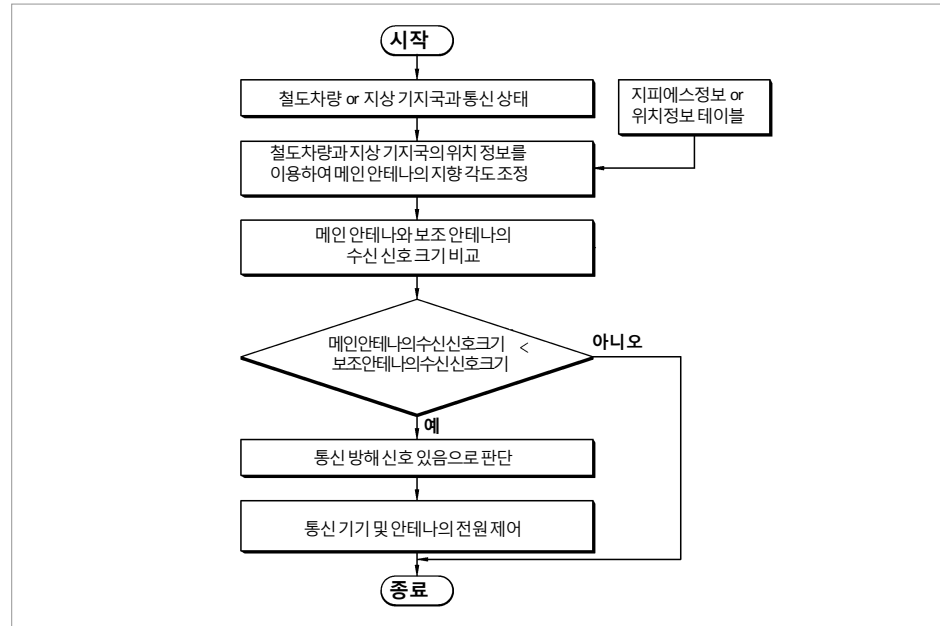 시작
철도차량 or 지상 기지국과 통신 상태
지피에스정보 or
위치정보 테이블
철도차량과 지상 기지국의 위치 정보를
이용하여 메인 안테나의 지향 각도 조정
메인 안테나와 보조 안테나의
수신 신호 크기 비교
메인안테나의수신신호크기 <
보조안테나의수신신호크기
아니오
예
통신 방해 신호 있음으로 판단
통신 기기 및 안테나의 전원 제어
종료